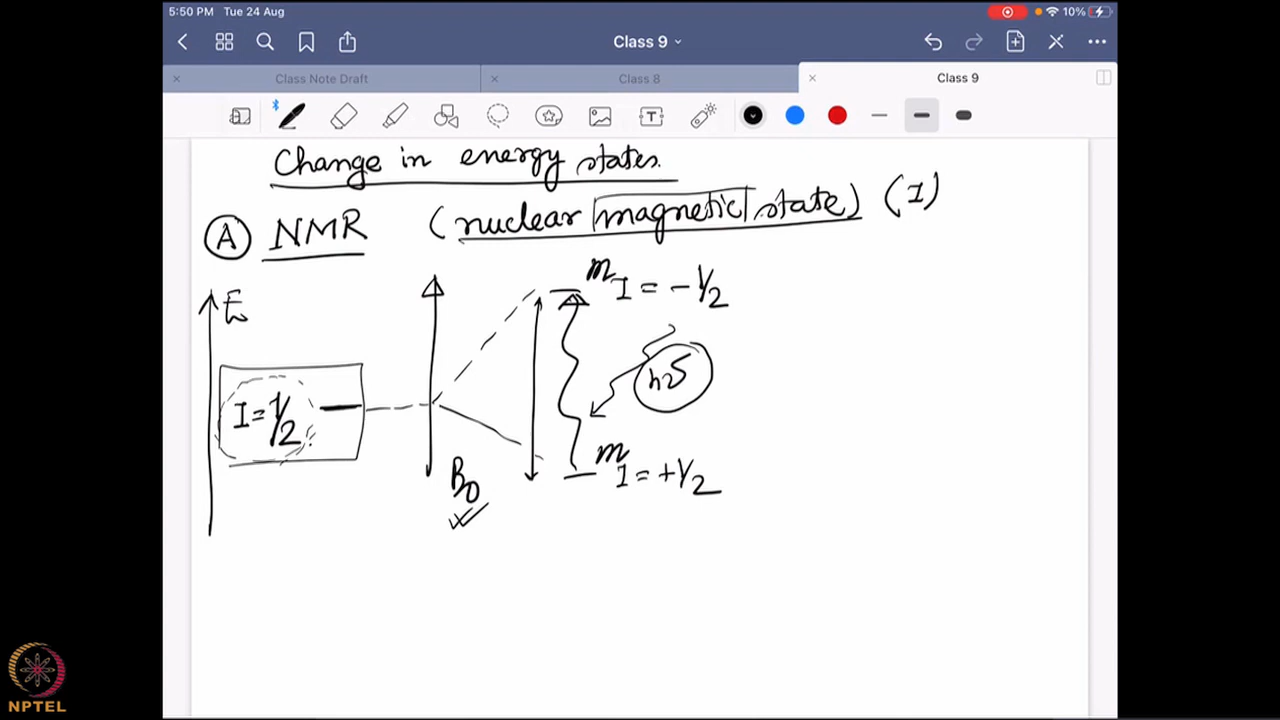 5:50 PM Tue 24 Aug
10%
Class 9
Class Note Draft
Class 8
Class 9
T
Change in energy states.
A NMR (nuclear magnetic state) (I)
E
mI = -1/2
hν
I = 1/2
mI = +1/2
B0
NPTEL